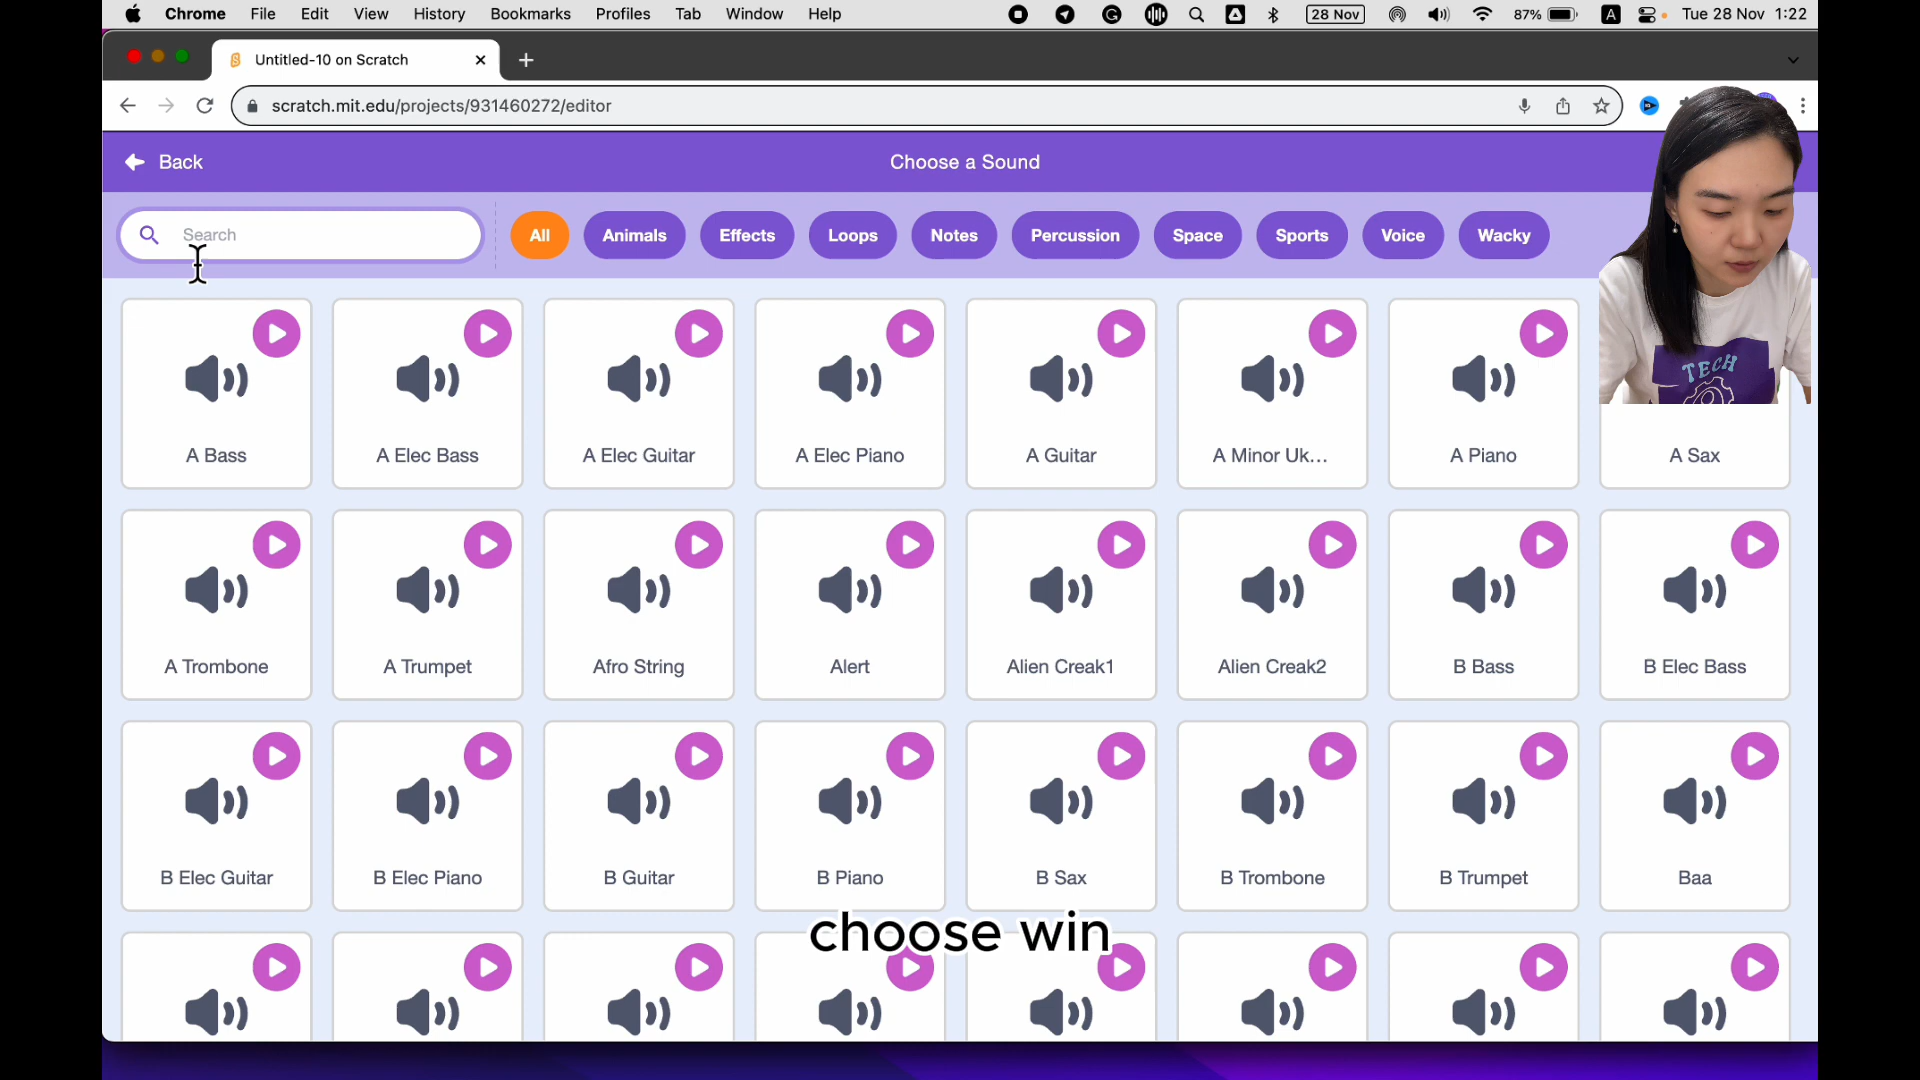 Chrome File Edit View History Bookmarks Profiles Tab Window Help 28 Nov 87% A Tue 28 Nov 1:22
Untitled-10 on Scratch
scratch.mit.edu/projects/931460272/editor
Back Choose a Sound
Search All Animals Effects Loops Notes Percussion Space Sports Voice Wacky
TECH
A Bass A Elec Bass A Elec Guitar A Elec Piano A Guitar A Minor Uk... A Piano A Sax
A Trombone A Trumpet Afro String Alert Alien Creak1 Alien Creak2 B Bass B Elec Bass
B Elec Guitar B Elec Piano B Guitar B Piano B Sax B Trombone B Trumpet Baa
choose win